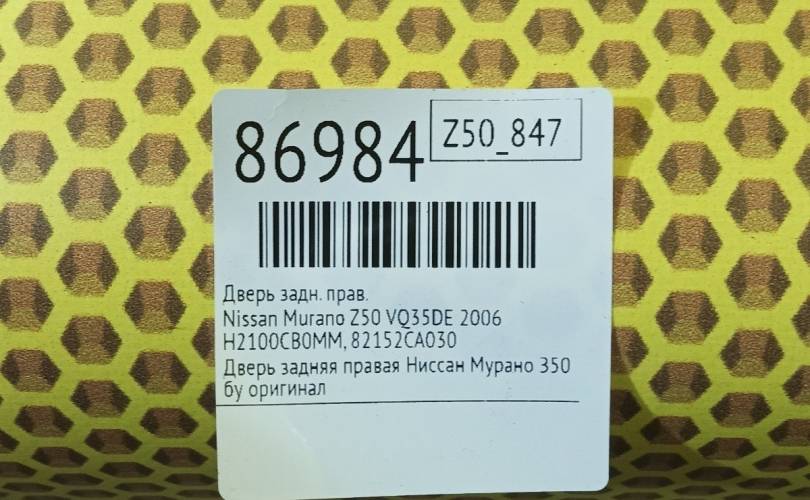 86984
Z50_847
Дверь задн. прав.
Nissan Murano Z50 VQ35DE 2006
H2100CB0MM, 82152CA030
Дверь задняя правая Ниссан Мурано З50
бу оригинал